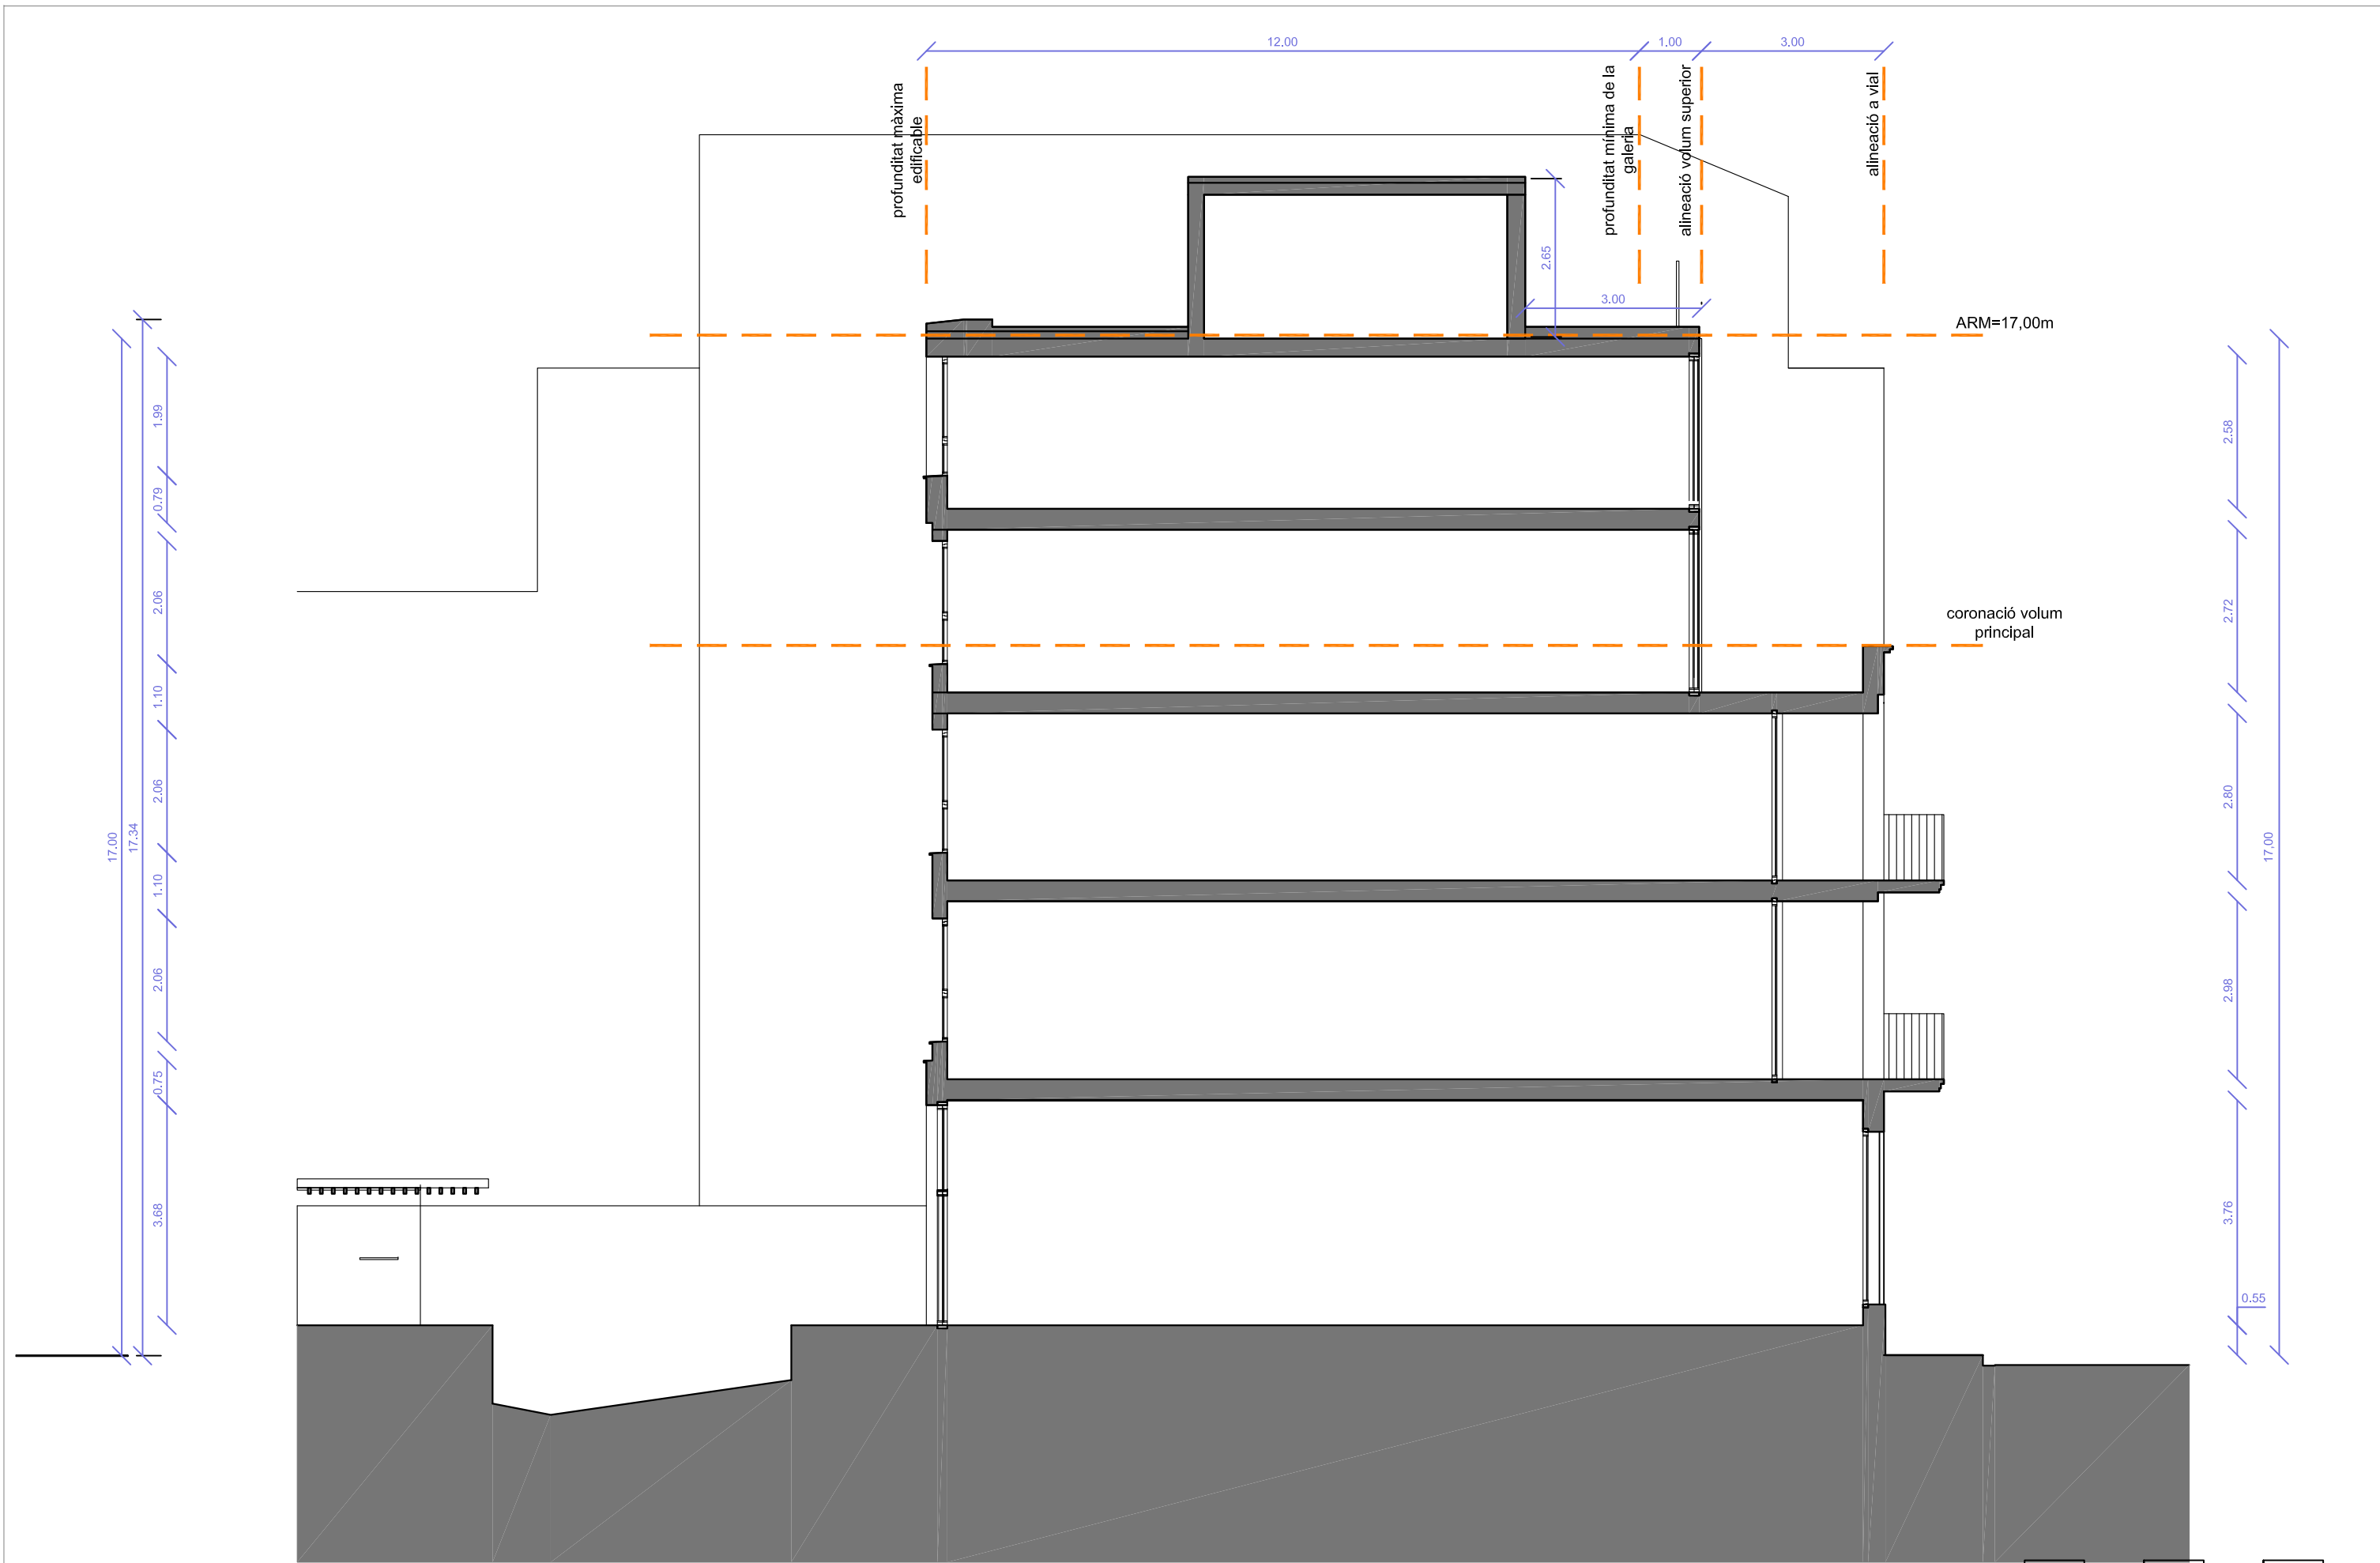 12.00
1.00
3.00
profunditat màxima
edificable
profunditat mínima de la
galeria
alineació volum superior
alineació a vial
2.65
3.00
ARM=17,00m
coronació volum
principal
17.00
17.34
1.99
0.79
2.06
1.10
2.06
1.10
2.06
0.75
3.68
2.58
2.72
2.80
2.98
3.76
0.55
17,00